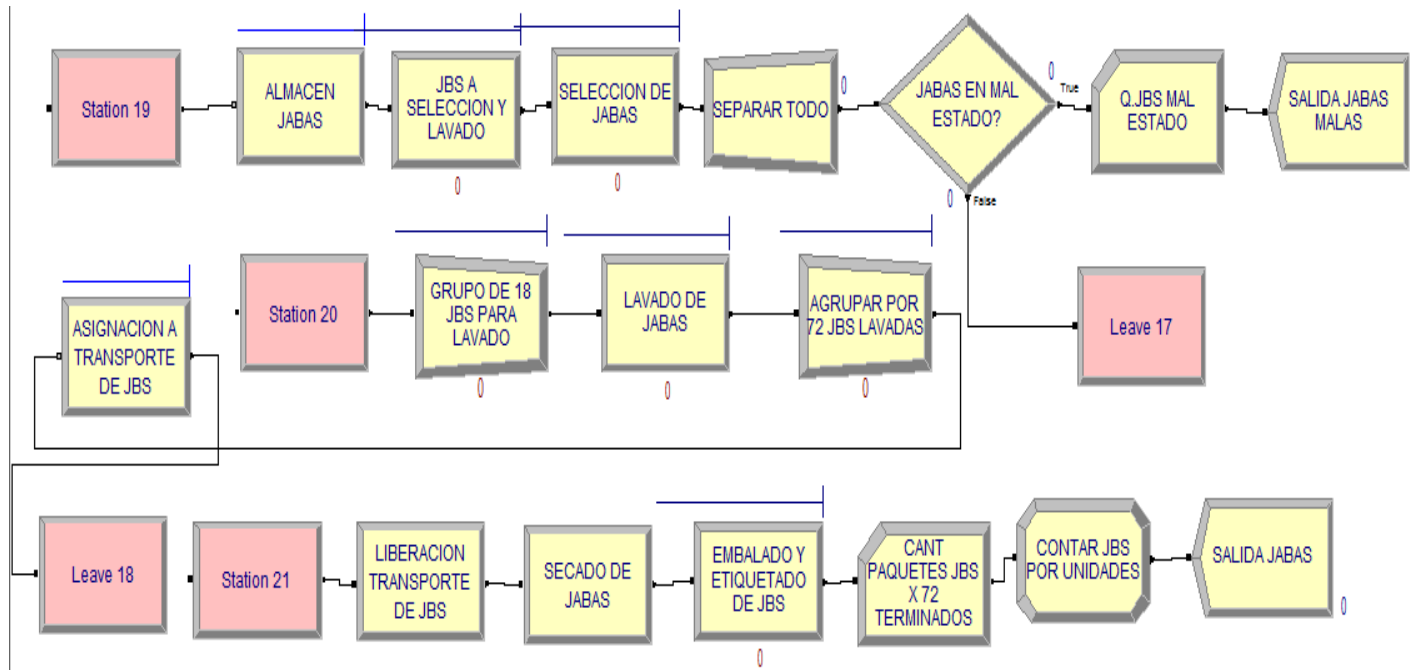 Station 19
ALMACEN
JABAS
JBS A
SELECCION Y
LAVADO
0
SELECCION DE
JABAS
0
SEPARAR TODO
0
JABAS EN MAL
ESTADO?
0
True
0
False
Q.JBS MAL
ESTADO
SALIDA JABAS
MALAS
ASIGNACION A
TRANSPORTE
DE JBS
Station 20
GRUPO DE 18
JBS PARA
LAVADO
0
LAVADO DE
JABAS
0
AGRUPAR POR
72 JBS LAVADAS
0
Leave 17
Leave 18
Station 21
LIBERACION
TRANSPORTE
DE JBS
SECADO DE
JABAS
EMBALADO Y
ETIQUETADO
DE JBS
0
CANT
PAQUETES JBS
X 72
TERMINADOS
CONTAR JBS
POR UNIDADES
SALIDA JABAS
0